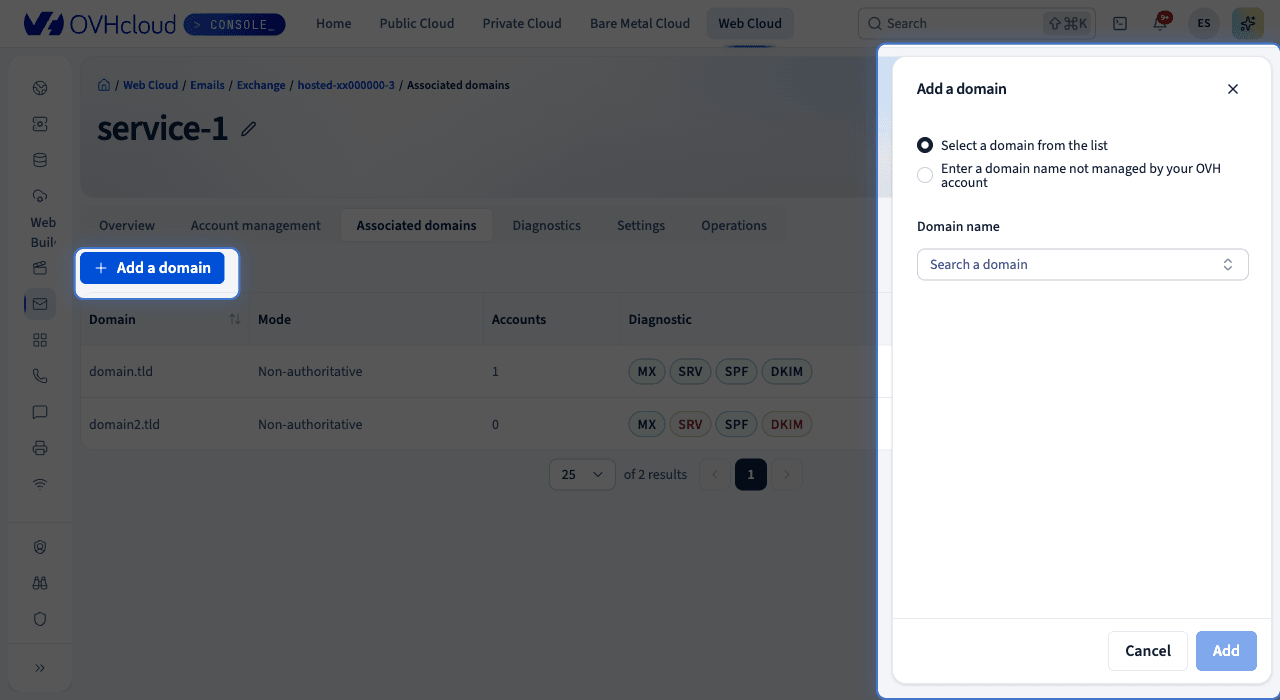 OVHcloud > CONSOLE_
Home Public Cloud Private Cloud Bare Metal Cloud Web Cloud
Search ⇧⌘K 9+ ES
/ Web Cloud / Emails / Exchange / hosted-xx000000-3 / Associated domains
service-1
Web
Buil
Overview Account management Associated domains Diagnostics Settings Operations
+ Add a domain
Domain Mode Accounts Diagnostic
domain.tld Non-authoritative 1 MX SRV SPF DKIM
domain2.tld Non-authoritative 0 MX SRV SPF DKIM
25 of 2 results 1
Add a domain
Select a domain from the list
Enter a domain name not managed by your OVH
account
Domain name
Search a domain
Cancel Add